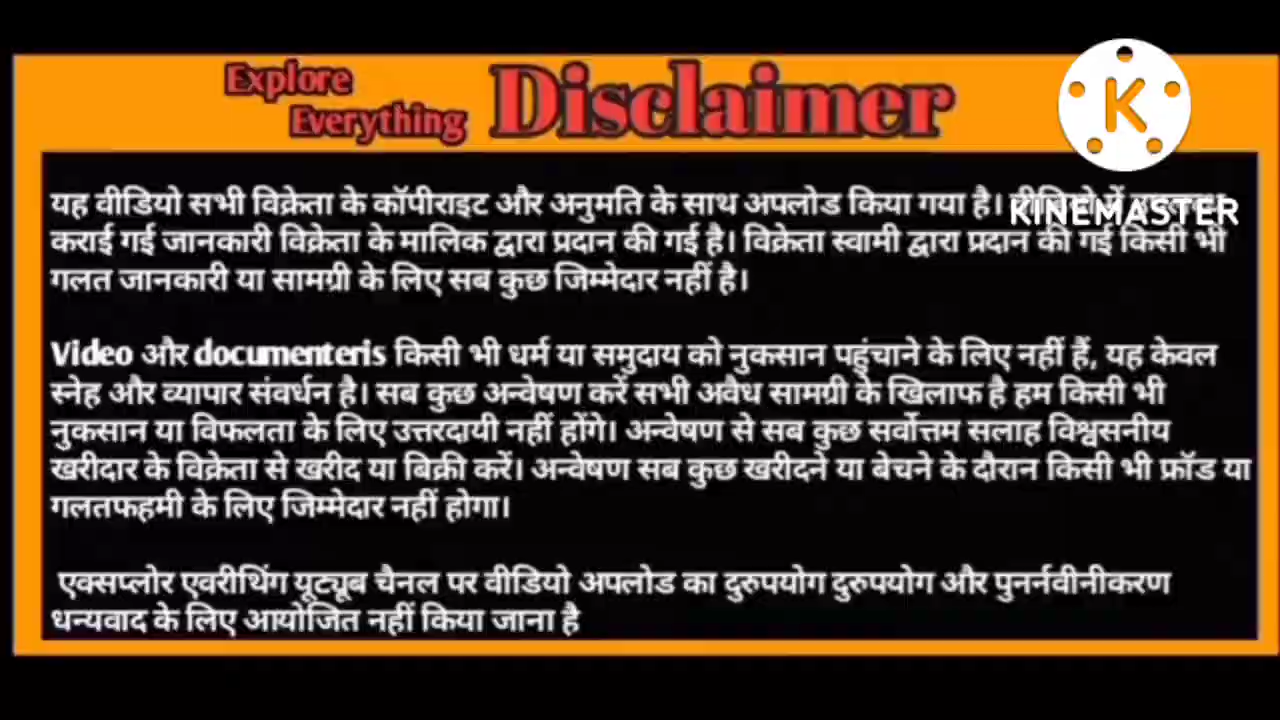 Explore
Everything
Disclaimer
KINEMASTER
यह वीडियो सभी विक्रेता के कॉपीराइट और अनुमति के साथ अपलोड किया गया है।
कराई गई जानकारी विक्रेता के मालिक द्वारा प्रदान की गई है। विक्रेता स्वामी द्वारा प्रदान की गई किसी भी
गलत जानकारी या सामग्री के लिए सब कुछ जिम्मेदार नहीं है।
Video और documenteris किसी भी धर्म या समुदाय को नुकसान पहुंचाने के लिए नहीं हैं, यह केवल
स्नेह और व्यापार संवर्धन है। सब कुछ अन्वेषण करें सभी अवैध सामग्री के खिलाफ है हम किसी भी
नुकसान या विफलता के लिए उत्तरदायी नहीं होंगे। अन्वेषण से सब कुछ सर्वोत्तम सलाह विश्वसनीय
खरीदार के विक्रेता से खरीद या बिक्री करें। अन्वेषण सब कुछ खरीदने या बेचने के दौरान किसी भी फ्रॉड या
गलतफहमी के लिए जिम्मेदार नहीं होगा।
एक्सप्लोर एवरीथिंग यूट्यूब चैनल पर वीडियो अपलोड का दुरुपयोग दुरुपयोग और पुनर्नवीनीकरण
धन्यवाद के लिए आयोजित नहीं किया जाना है